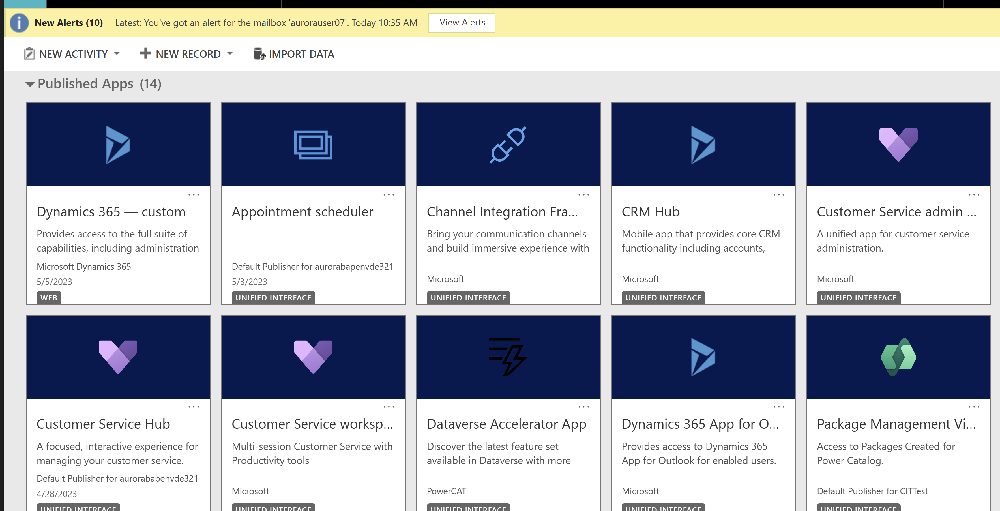 New Alerts (10) Latest: You've got an alert for the mailbox 'aurorauser07'. Today 10:35 AM View Alerts
NEW ACTIVITY NEW RECORD IMPORT DATA
Published Apps (14)
Dynamics 365 — custom
Provides access to the full suite of
capabilities, including administration
Microsoft Dynamics 365
5/5/2023
WEB
Appointment scheduler
Default Publisher for aurorabapenvde321
5/3/2023
UNIFIED INTERFACE
Channel Integration Fra...
Bring your communication channels
and build immersive experience with
Microsoft
UNIFIED INTERFACE
CRM Hub
Mobile app that provides core CRM
functionality including accounts,
Microsoft
UNIFIED INTERFACE
Customer Service admin ...
A unified app for customer service
administration.
Microsoft
UNIFIED INTERFACE
Customer Service Hub
A focused, interactive experience for
managing your customer service.
Default Publisher for aurorabapenvde321
4/28/2023
UNIFIED INTERFACE
Customer Service worksp...
Multi-session Customer Service with
Productivity tools
Microsoft
UNIFIED INTERFACE
Dataverse Accelerator App
Discover the latest feature set
available in Dataverse with more
PowerCAT
UNIFIED INTERFACE
Dynamics 365 App for O...
Provides access to Dynamics 365
App for Outlook for enabled users.
Microsoft
UNIFIED INTERFACE
Package Management Vi...
Access to Packages Created for
Power Catalog.
Default Publisher for CITTest
UNIFIED INTERFACE